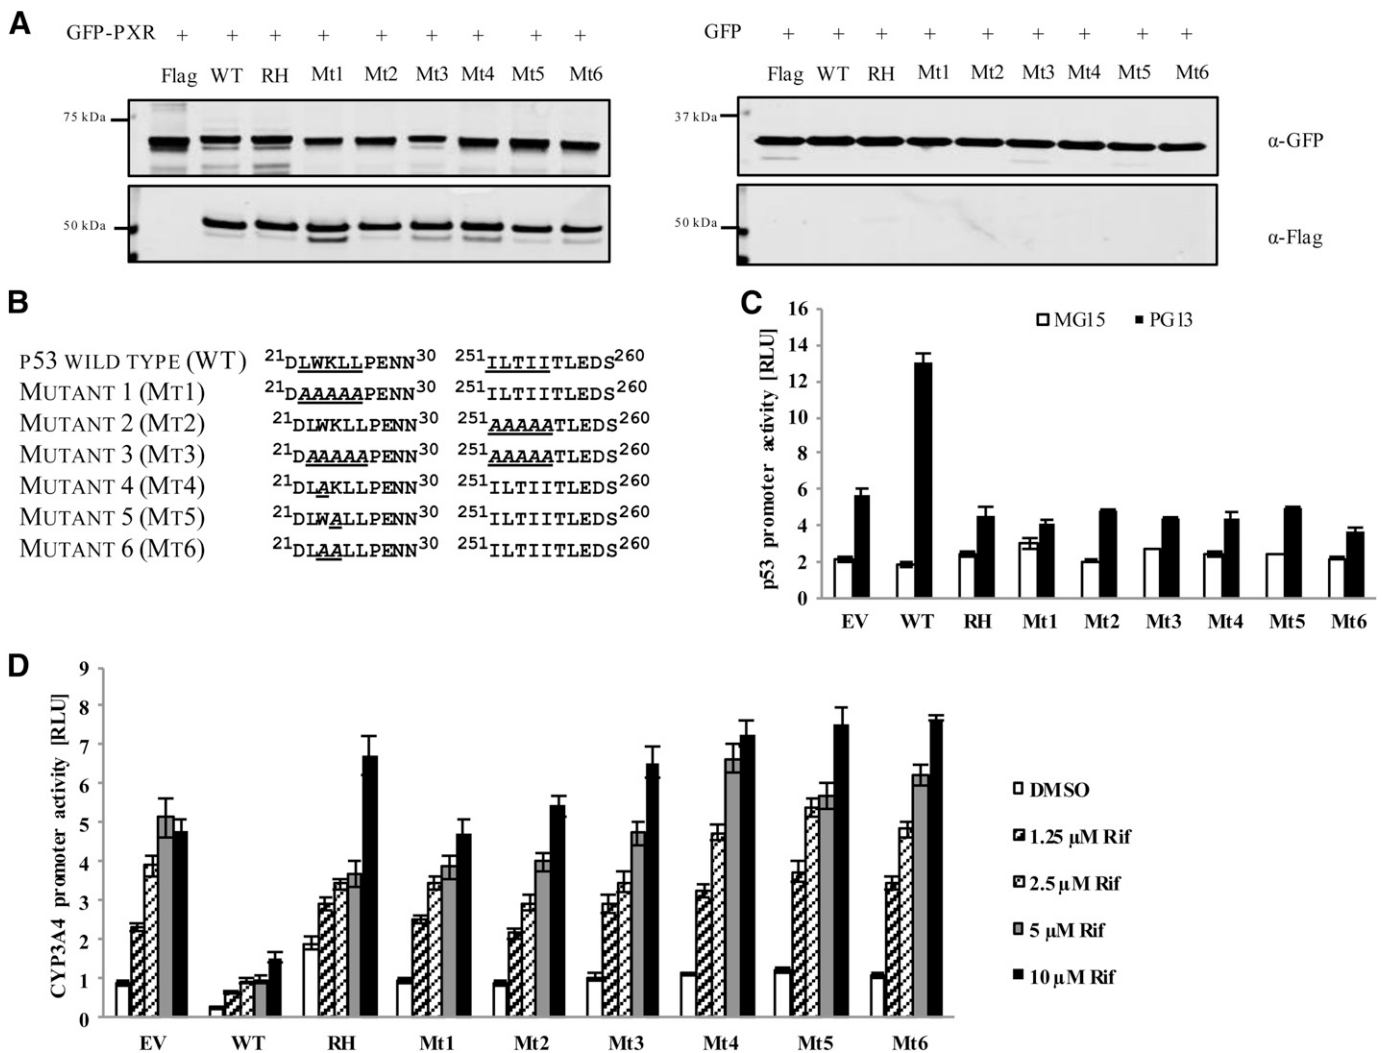 A
GFP-PXR + + + + + + + + +
Flag WT RH Mt1 Mt2 Mt3 Mt4 Mt5 Mt6
75 kDa
50 kDa
GFP + + + + + + + + +
Flag WT RH Mt1 Mt2 Mt3 Mt4 Mt5 Mt6
37 kDa
α-GFP
50 kDa
α-Flag
B
P53 WILD TYPE (WT) 21DLWKLLPENN30 251ILTIITLEDS260
MUTANT 1 (MT1) 21DAAAAAPENN30 251ILTIITLEDS260
MUTANT 2 (MT2) 21DLWKLLPENN30 251AAAAATLEDS260
MUTANT 3 (MT3) 21DAAAAAPENN30 251AAAAATLEDS260
MUTANT 4 (MT4) 21DLAKLLPENN30 251ILTIITLEDS260
MUTANT 5 (MT5) 21DLWALLPENN30 251ILTIITLEDS260
MUTANT 6 (MT6) 21DLAALLPENN30 251ILTIITLEDS260
C
p53 promoter activity [RLU]
16
14
12
10
8
6
4
2
0
MG15 PG13
EV WT RH Mt1 Mt2 Mt3 Mt4 Mt5 Mt6
D
CYP3A4 promoter activity [RLU]
9
8
7
6
5
4
3
2
1
0
EV WT RH Mt1 Mt2 Mt3 Mt4 Mt5 Mt6
DMSO
1.25 µM Rif
2.5 µM Rif
5 µM Rif
10 µM Rif